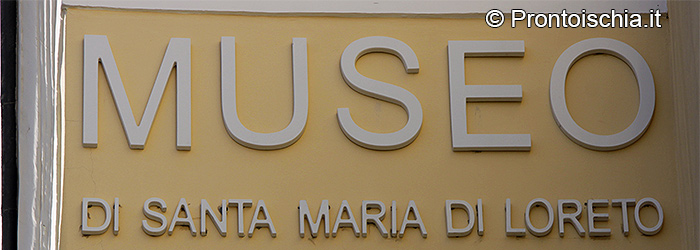 © Prontoischia.it
MUSEO
DI SANTA MARIA DI LORETO